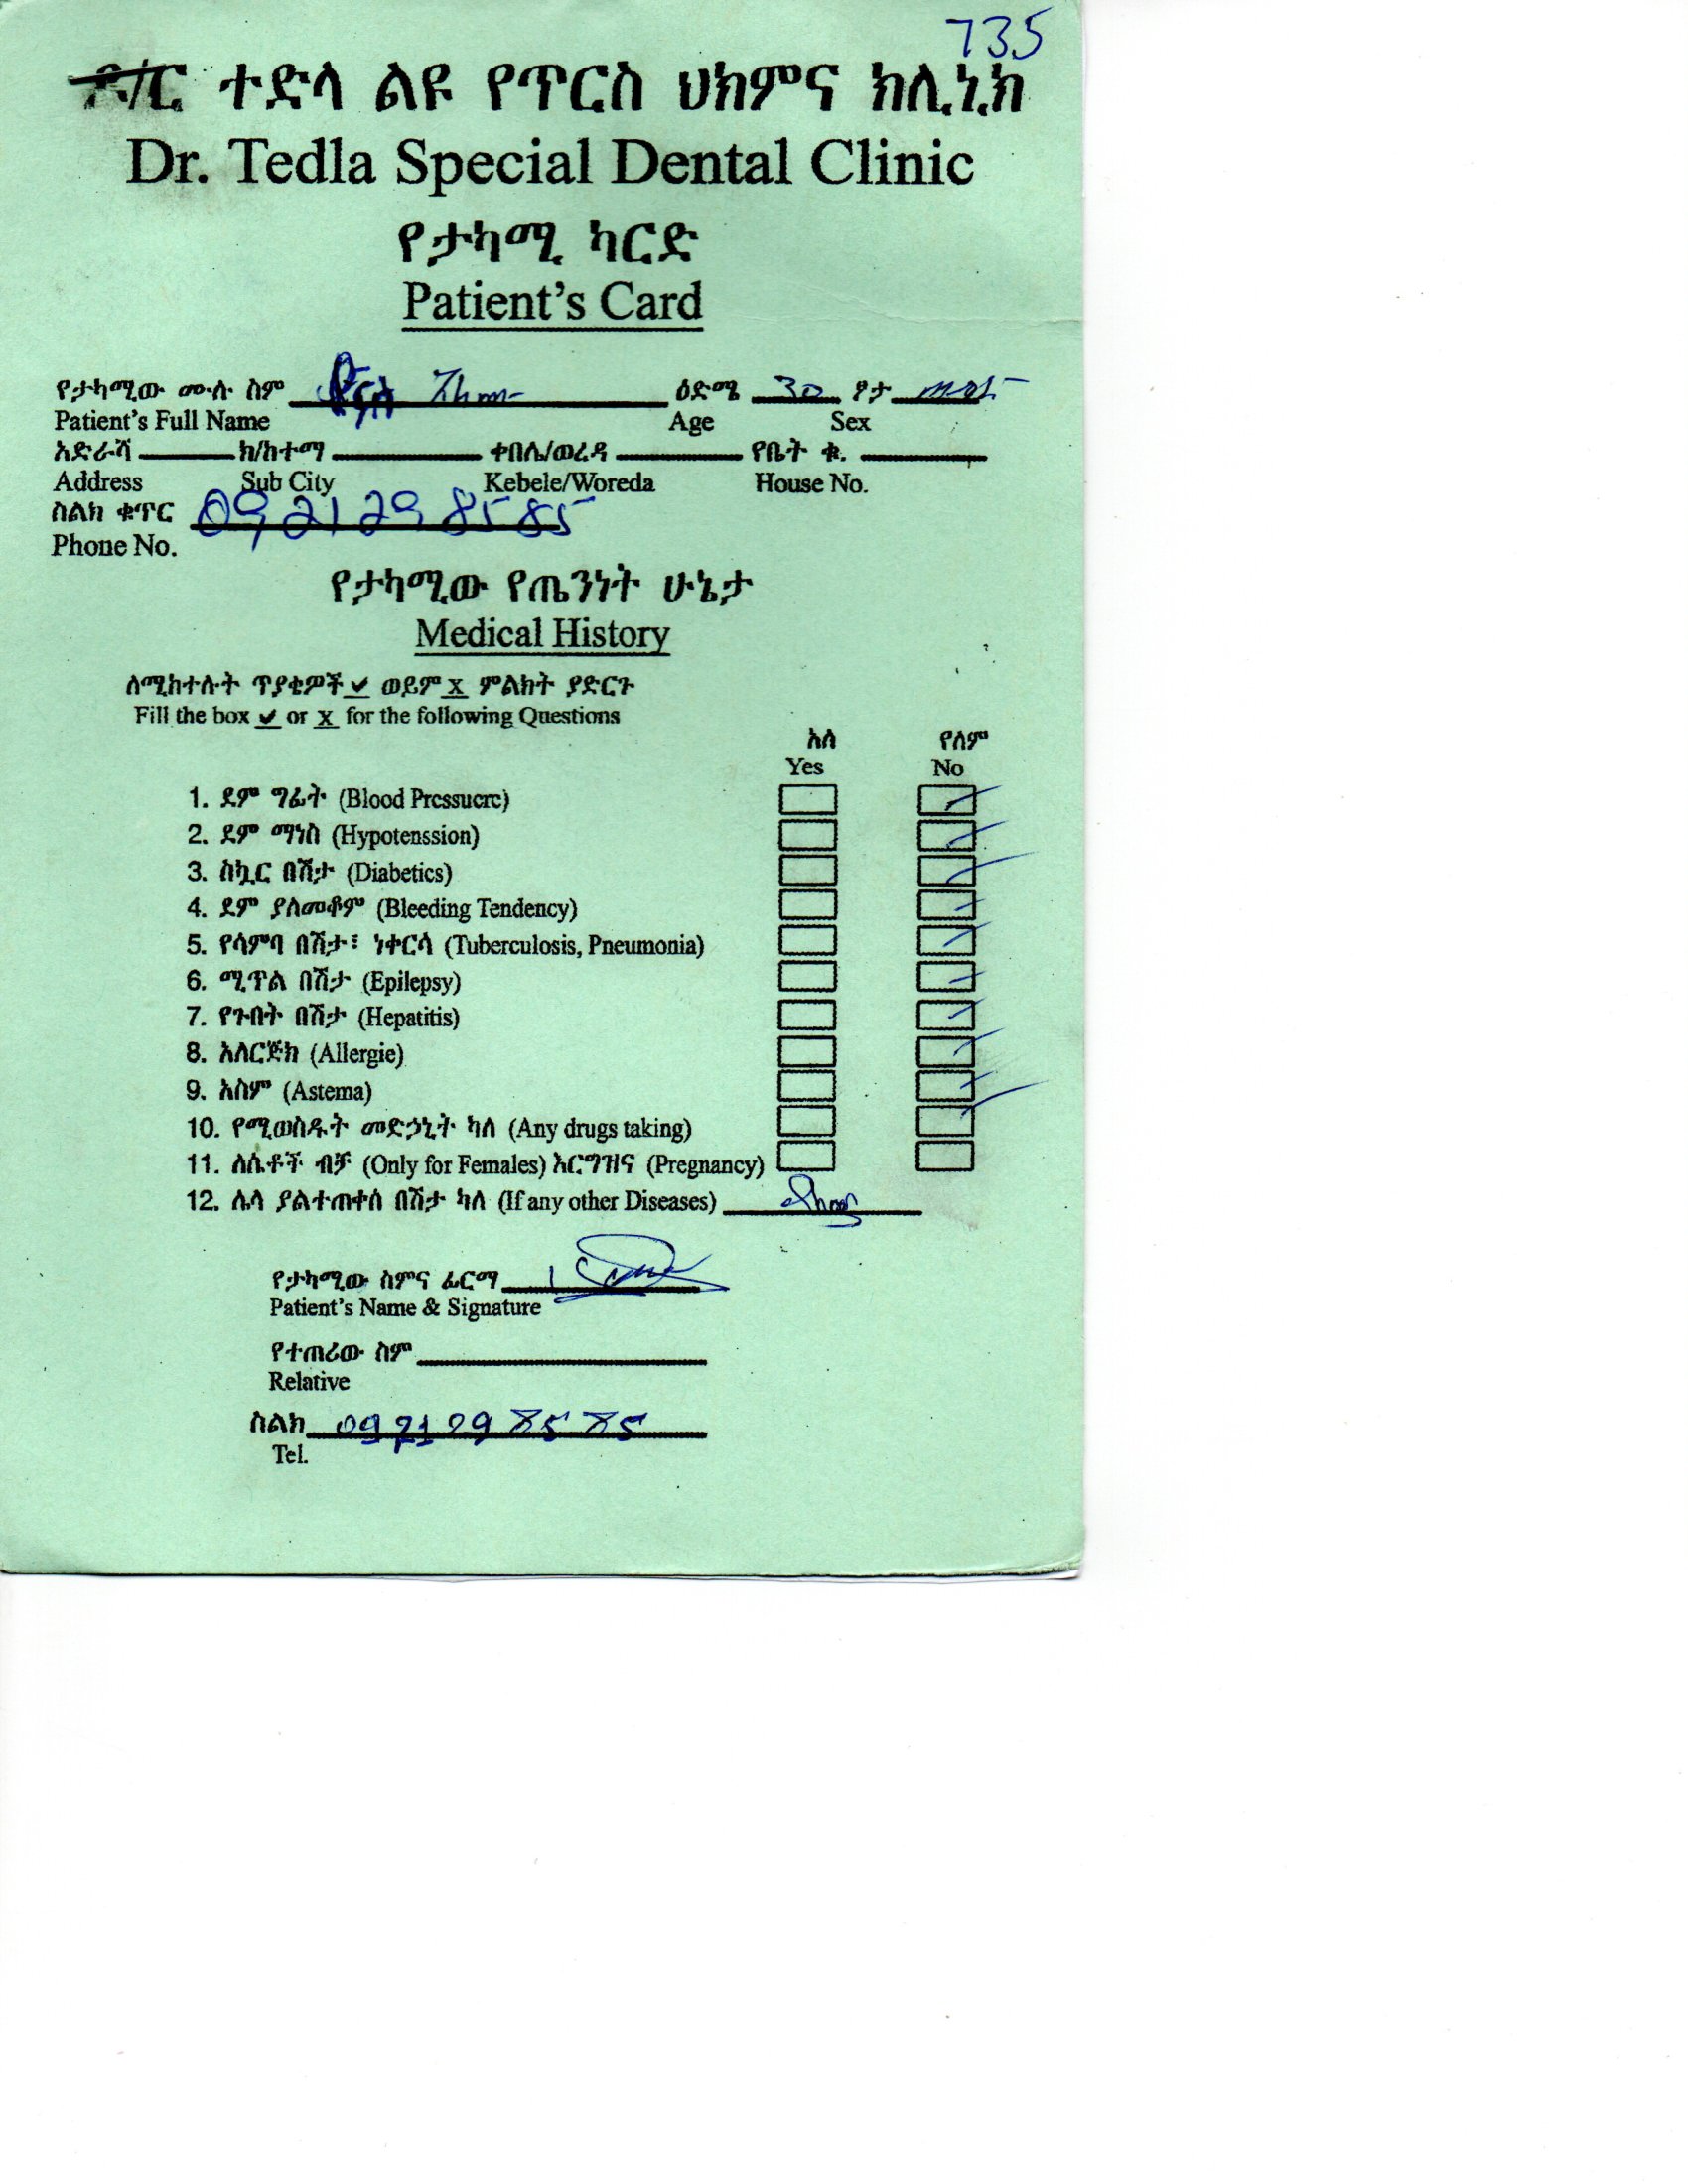 735
ዶ/ር ተድላ ልዩ የጥርስ ህክምና ክሊኒክ
Dr. Tedla Special Dental Clinic
የታካሚ ካርድ
Patient's Card
የታካሚው ሙሉ ስም ዕድሜ 30 ፆታ
Patient's Full Name Age Sex
አድራሻ ክ/ከተማ ቀበሌ/ወረዳ የቤት ቁ.
Address Sub City Kebele/Woreda House No.
ስልክ ቁጥር 0921298585
Phone No.
የታካሚው የጤንነት ሁኔታ
Medical History
ለሚከተሉት ጥያቄዎች ✔ ወይም x ምልክት ያድርጉ
Fill the box ✔ or x for the following Questions
አለ የለም
Yes No
1. ደም ግፊት (Blood Pressuere)
2. ደም ማነስ (Hypotenssion)
3. ስኳር በሽታ (Diabetics)
4. ደም ያለመቆም (Bleeding Tendency)
5. የሳምባ በሽታ፣ ነቀርሳ (Tuberculosis, Pneumonia)
6. ሚጥል በሽታ (Epilepsy)
7. የጉበት በሽታ (Hepatitis)
8. አለርጅክ (Allergie)
9. አስም (Astema)
10. የሚወስዱት መድኃኒት ካለ (Any drugs taking)
11. ለሴቶች ብቻ (Only for Females) እርግዝና (Pregnancy)
12. ሌላ ያልተጠቀሰ በሽታ ካለ (If any other Diseases)
የታካሚው ስምና ፊርማ
Patient's Name & Signature
የተጠሪው ስም
Relative
ስልክ 0921298585
Tel.